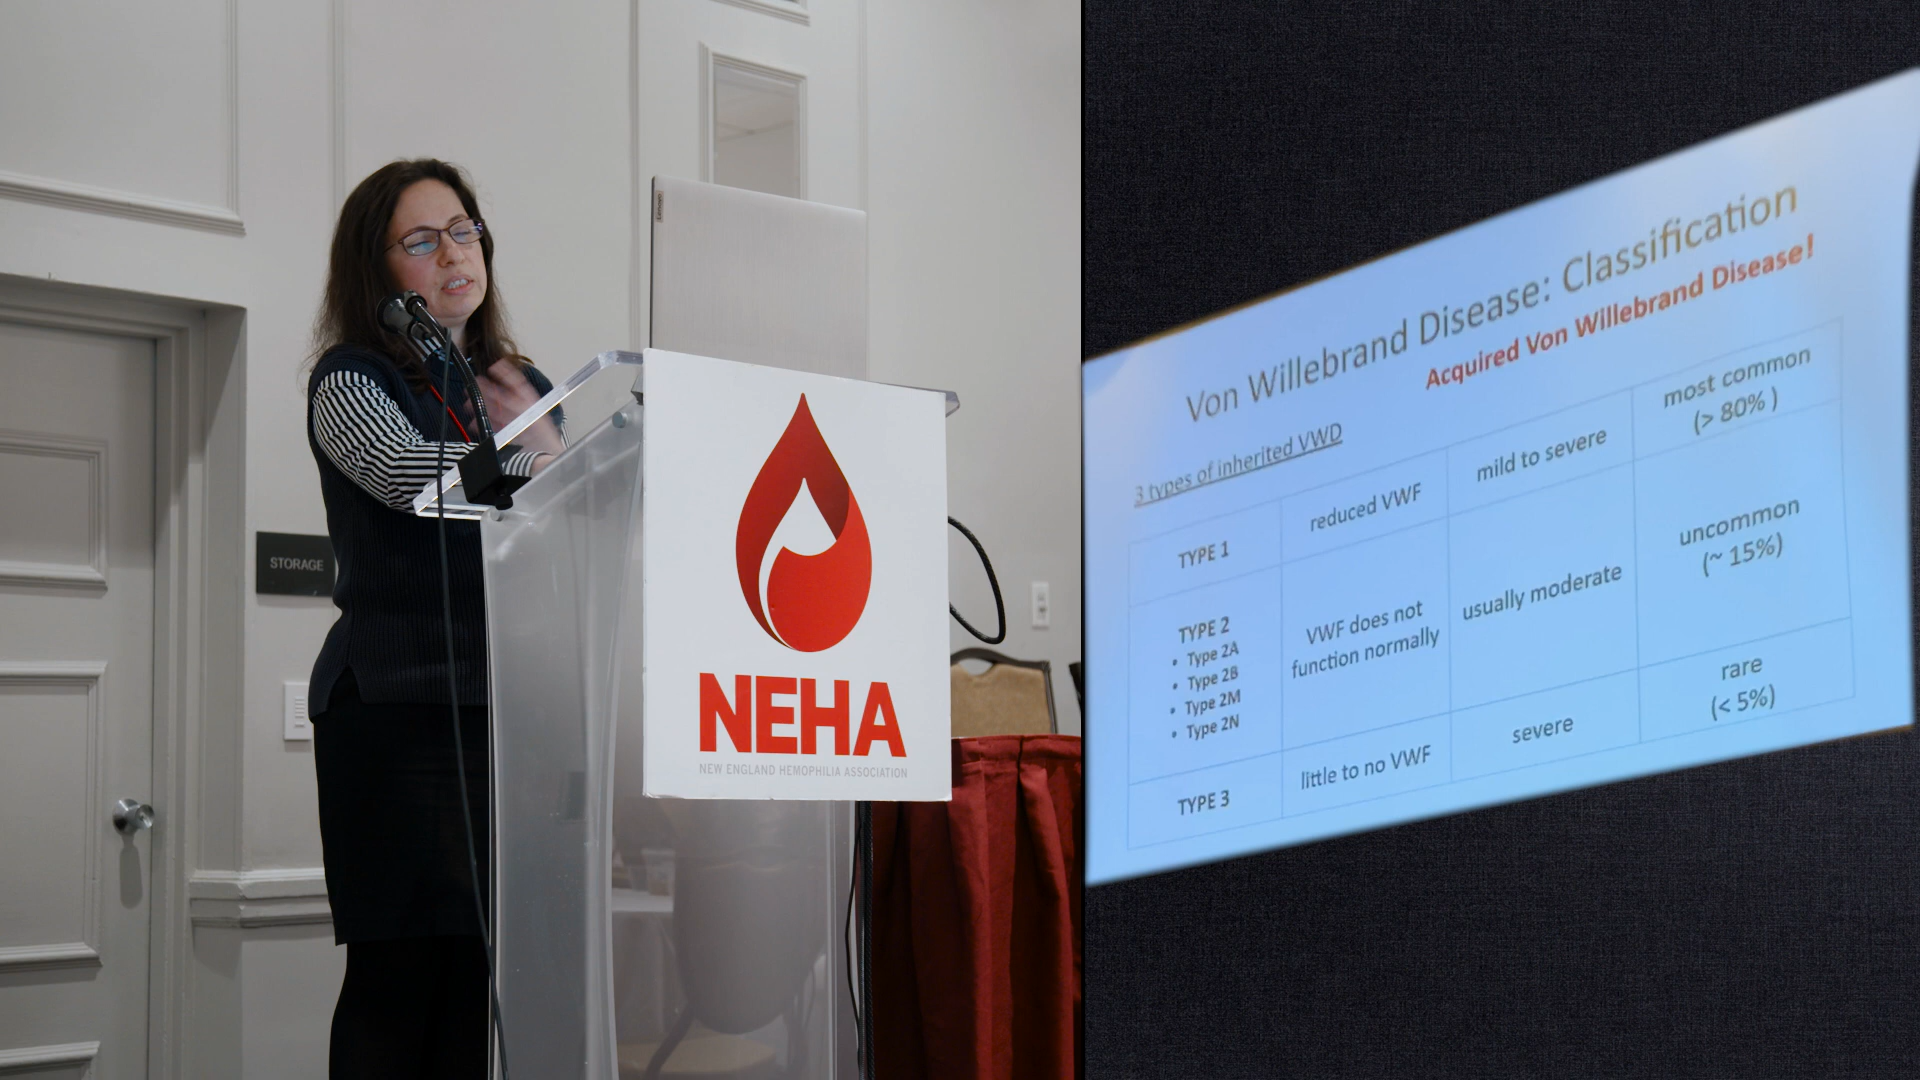 STORAGE
NEHA
NEW ENGLAND HEMOPHILIA ASSOCIATION
Von Willebrand Disease: Classification
Acquired Von Willebrand Disease!
3 types of inherited VWD
TYPE 1
reduced VWF
mild to severe
most common
(> 80% )
TYPE 2
• Type 2A
• Type 2B
• Type 2M
• Type 2N
VWF does not
function normally
usually moderate
uncommon
(~ 15%)
TYPE 3
little to no VWF
severe
rare
(< 5%)